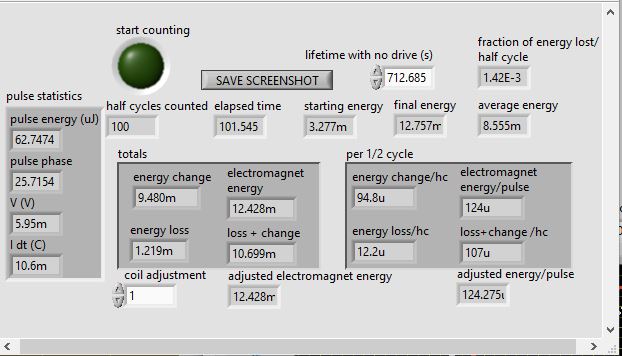 start counting
lifetime with no drive (s)
712.685
fraction of energy lost/
half cycle
1.42E-3
SAVE SCREENSHOT
pulse statistics
pulse energy (uJ)
62.7474
pulse phase
25.7154
V (V)
5.95m
I dt (C)
10.6m
half cycles counted
100
elapsed time
101.545
starting energy
3.277m
final energy
12.757m
average energy
8.555m
totals
energy change
9.480m
electromagnet
energy
12.428m
energy loss
1.219m
loss + change
10.699m
per 1/2 cycle
energy change/hc
94.8u
electromagnet
energy/pulse
124u
energy loss/hc
12.2u
loss+change /hc
107u
coil adjustment
1
adjusted electromagnet energy
12.428m
adjusted energy/pulse
124.275u